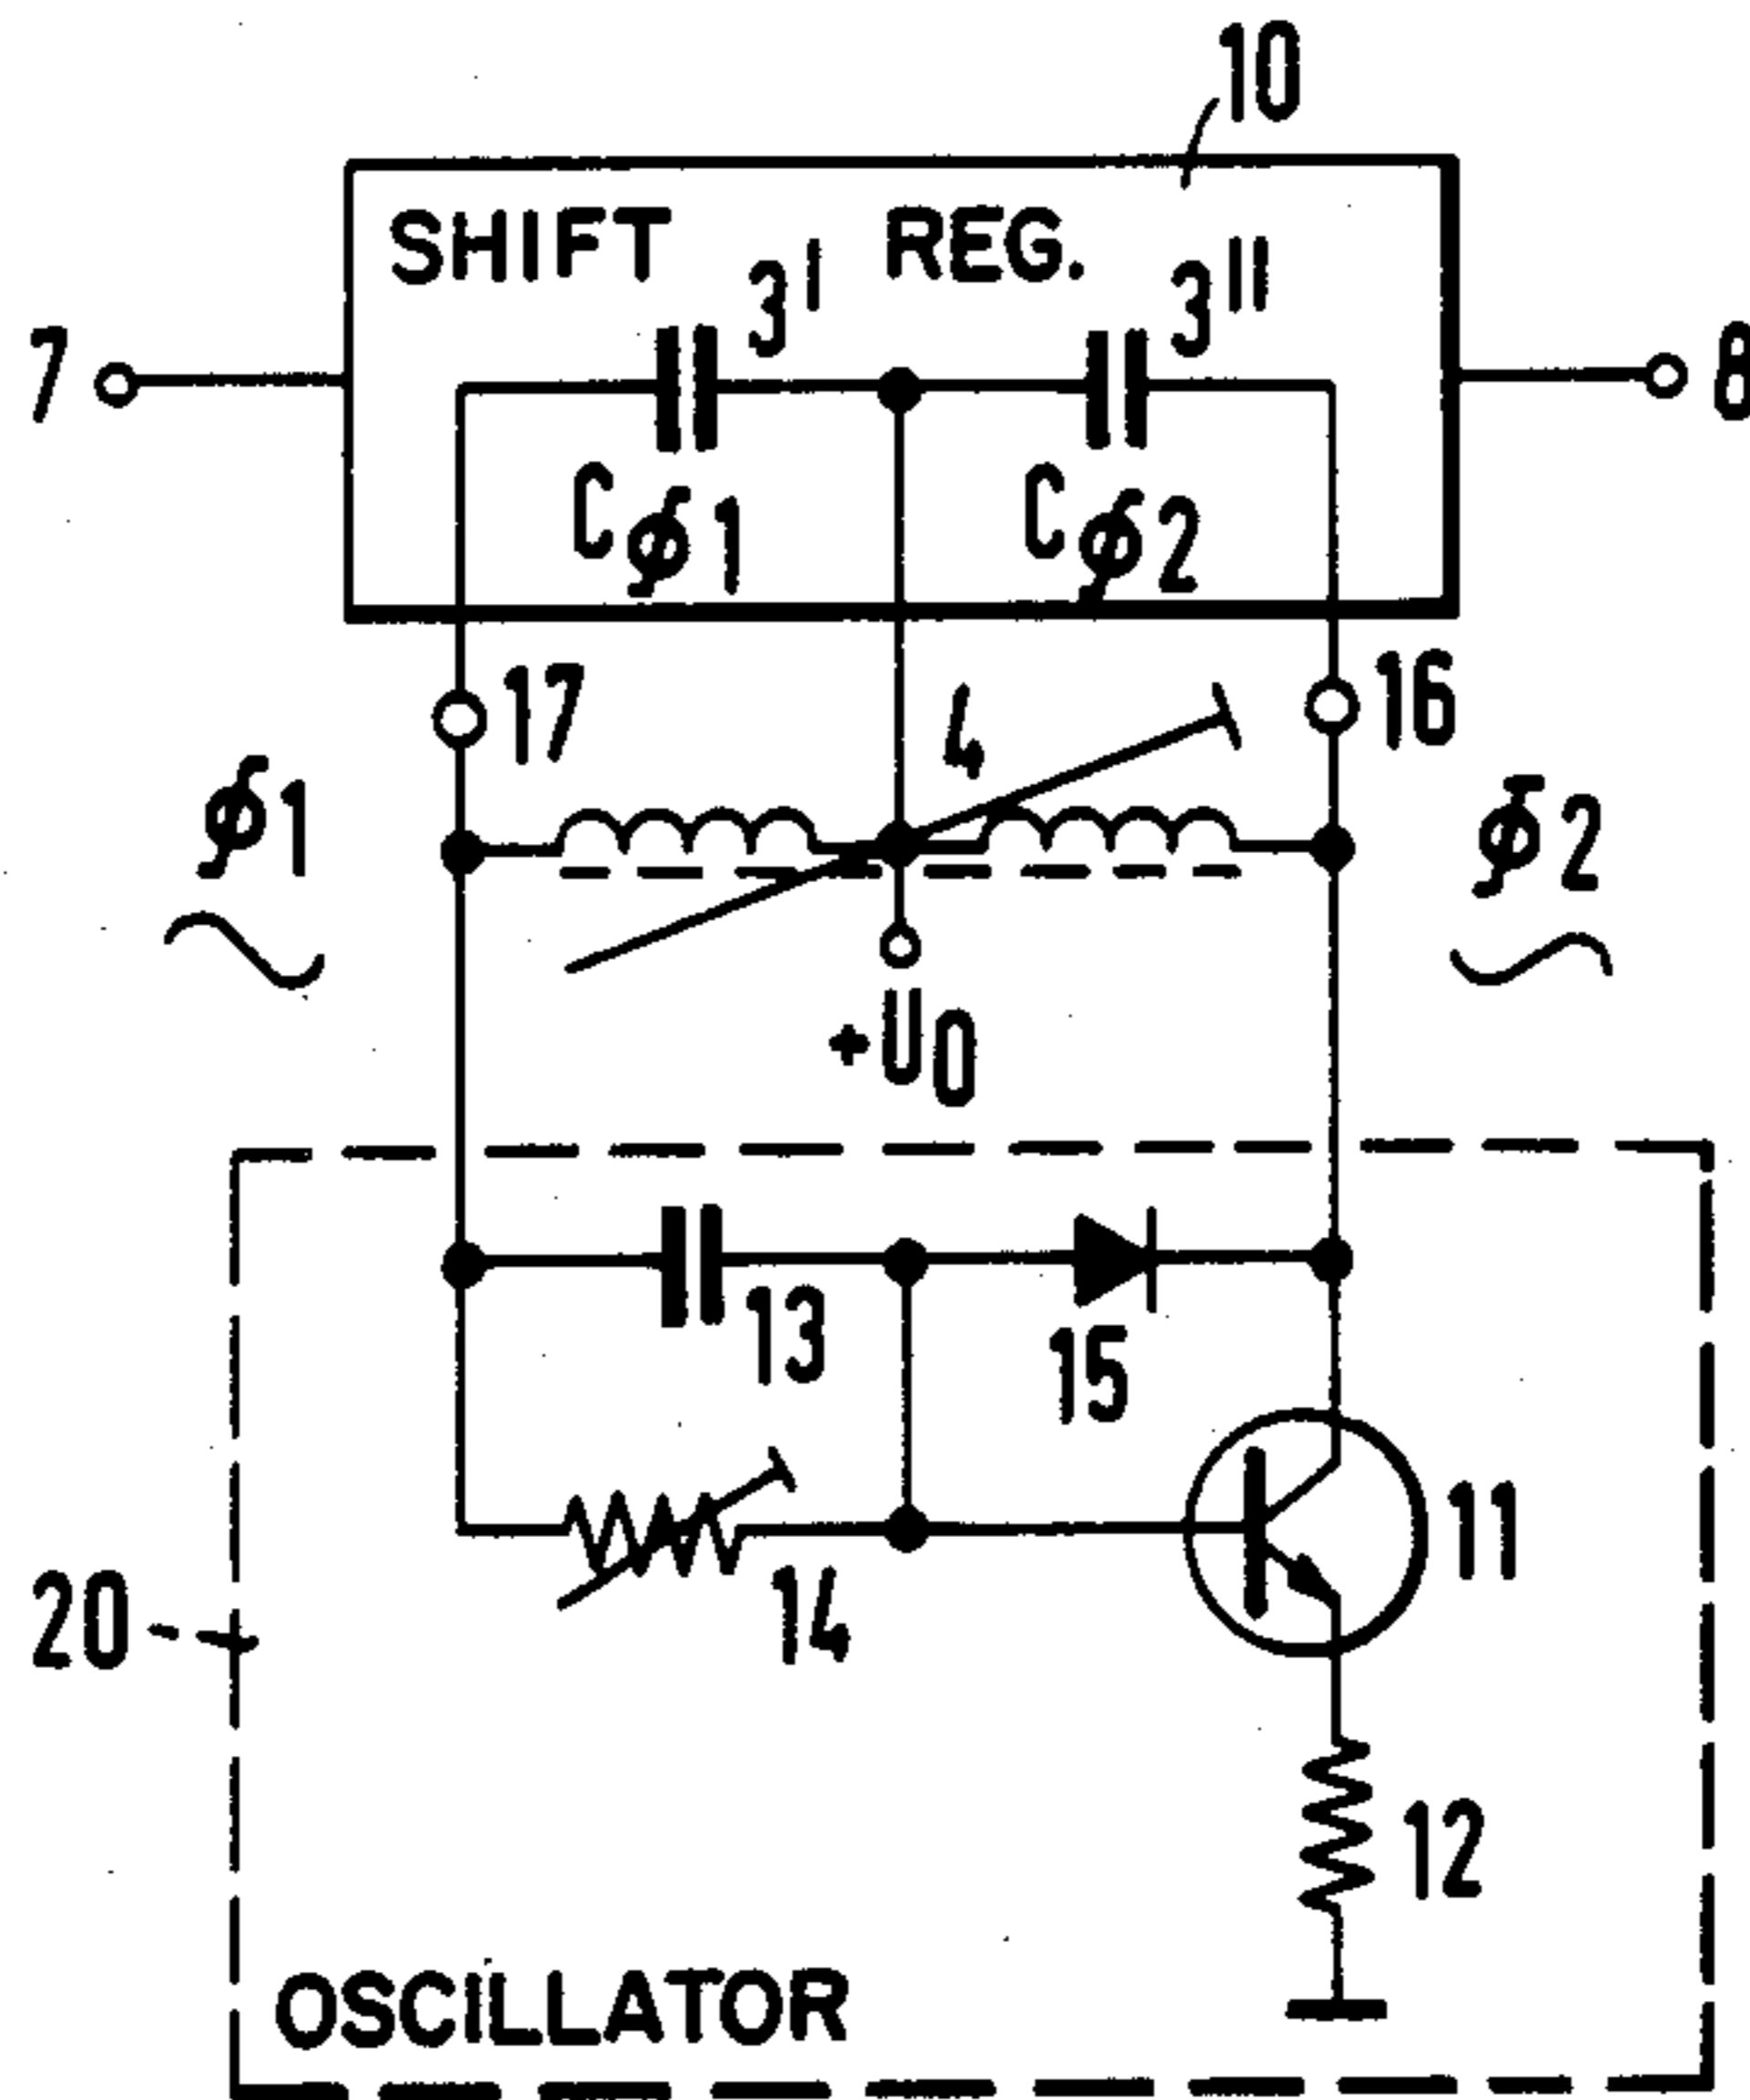 10
SHIFT REG.
3' 3"
7 8
Cϕ1 Cϕ2
17 4 16
ϕ1 ϕ2
+U0
13 15
11
14
20
12
OSCILLATOR